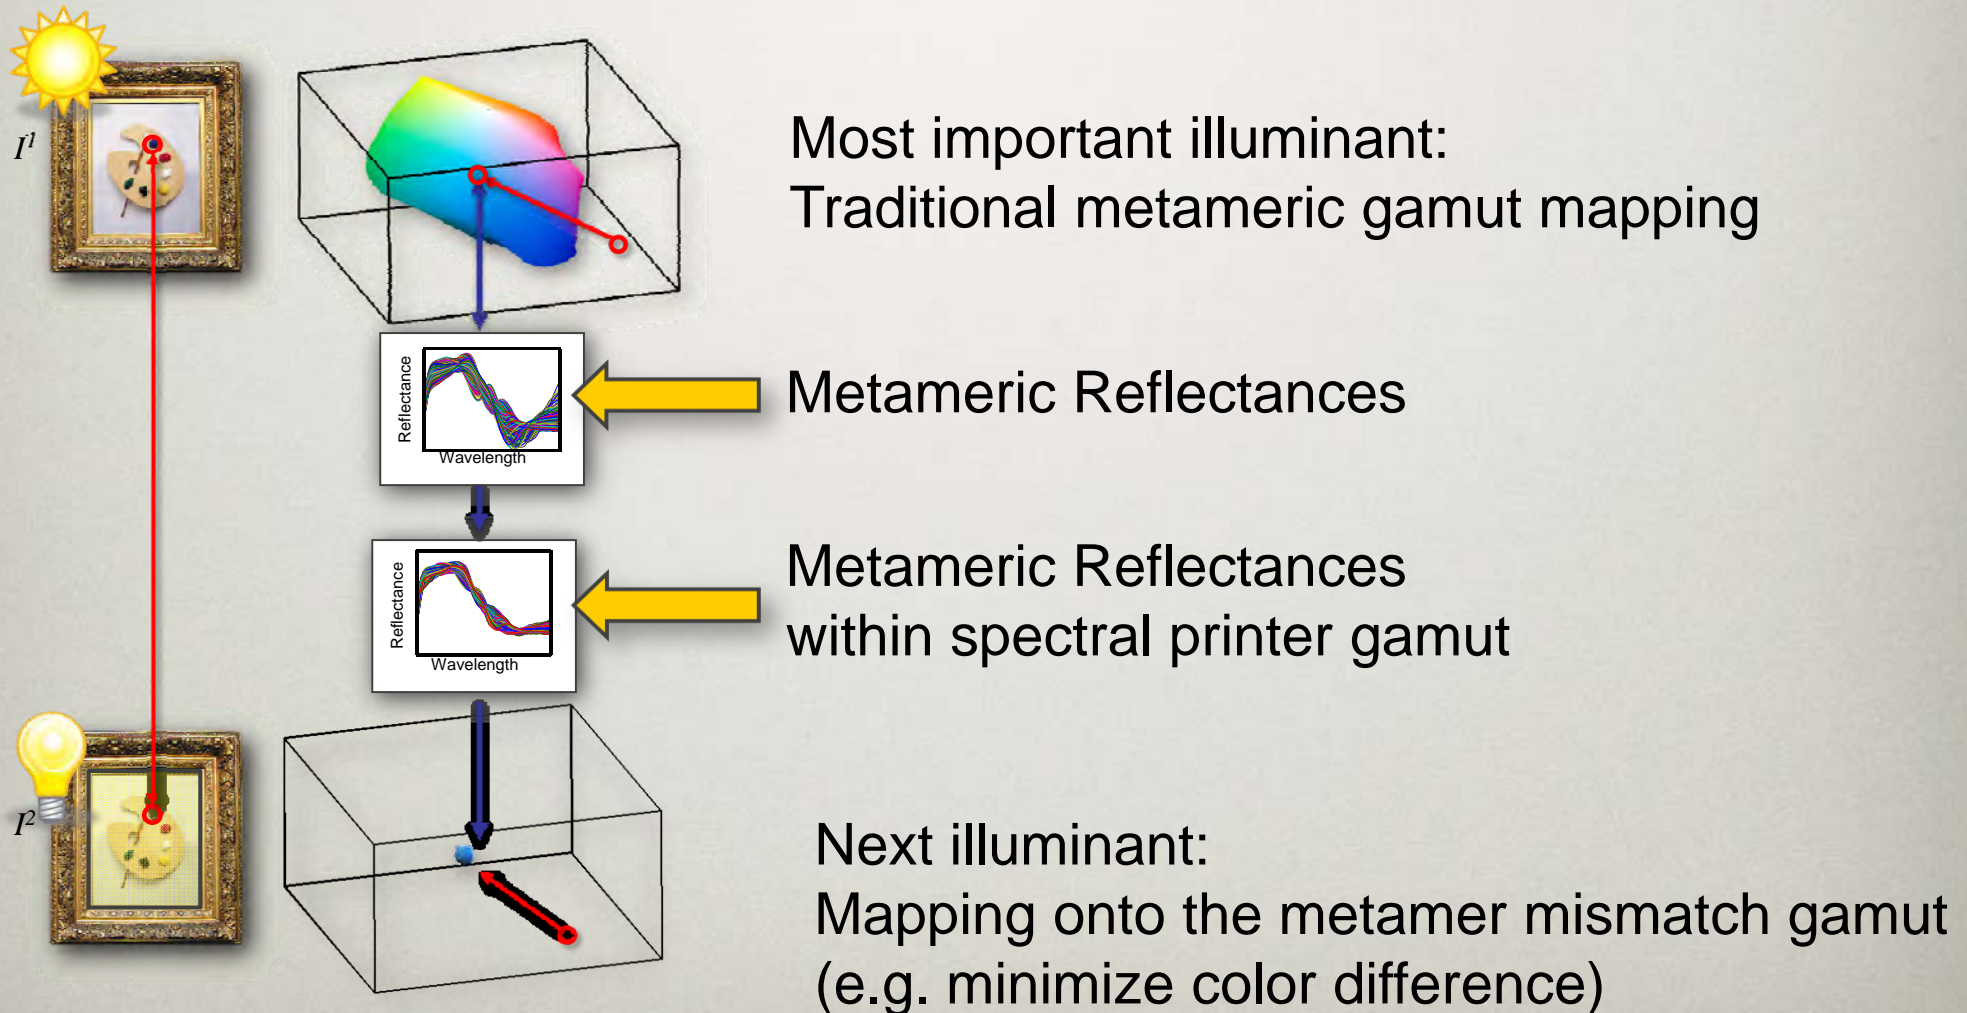 I1
Most important illuminant:
Traditional metameric gamut mapping
Reflectance
Wavelength
Metameric Reflectances
Reflectance
Wavelength
Metameric Reflectances
within spectral printer gamut
I2
Next illuminant:
Mapping onto the metamer mismatch gamut
(e.g. minimize color difference)